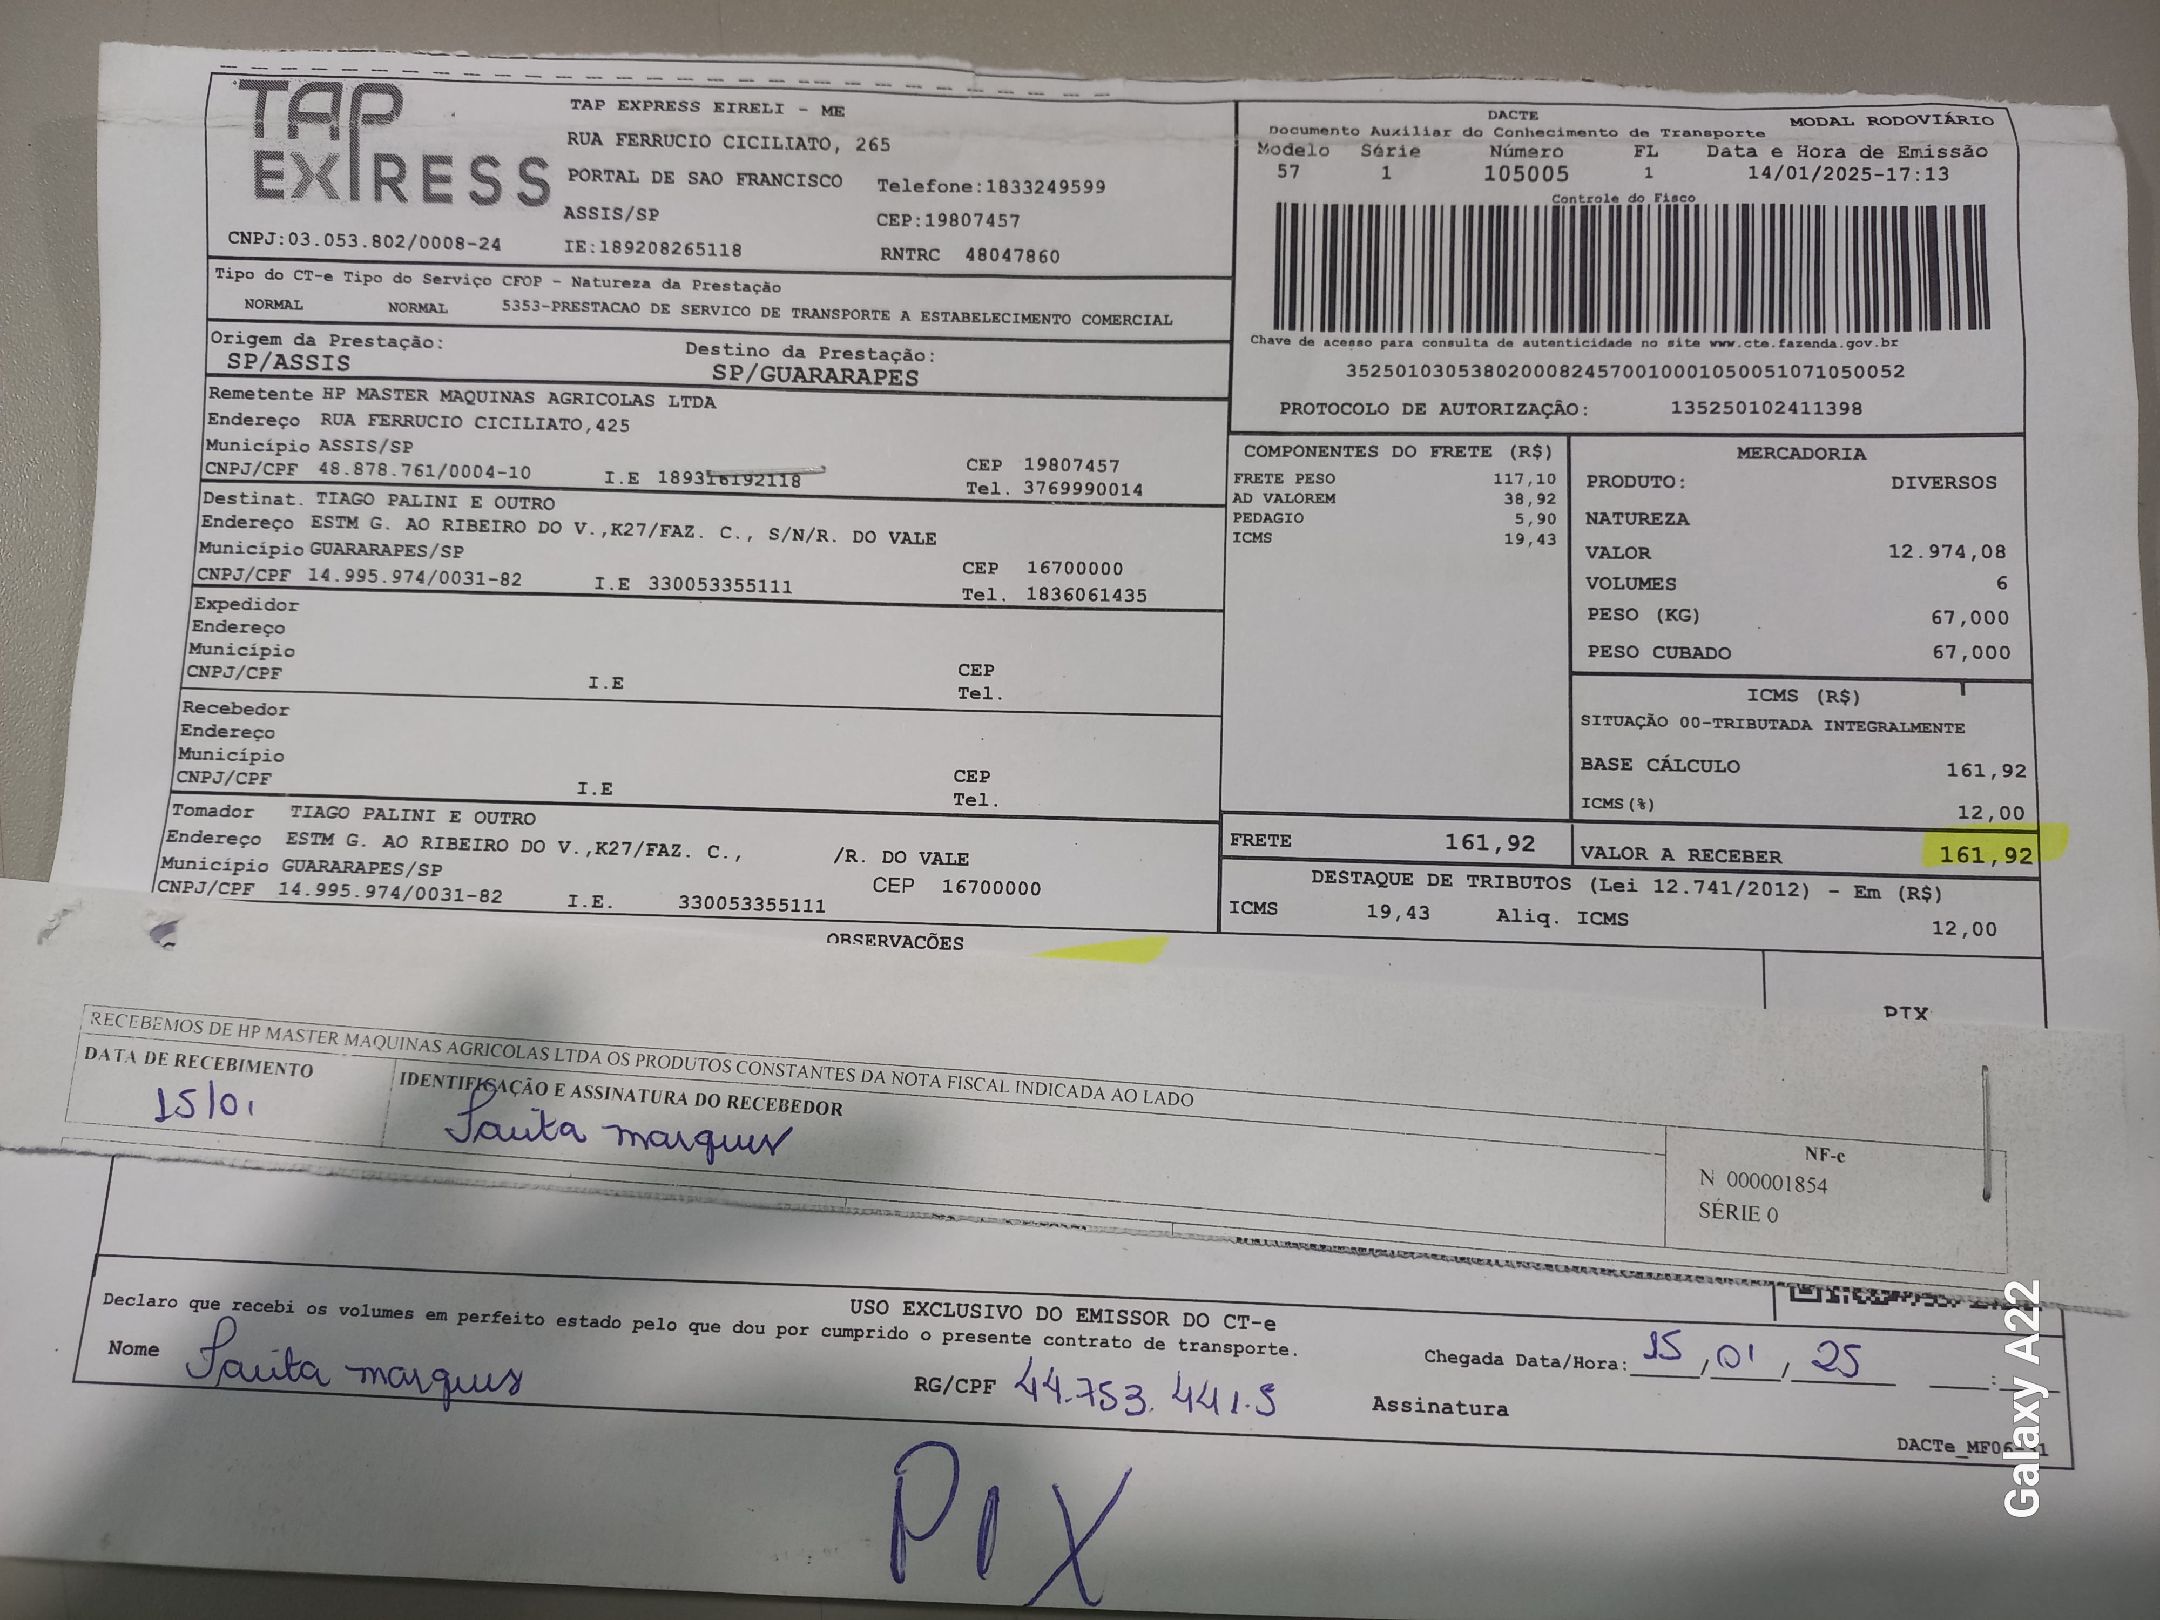 TAP EXPRESS
TAP EXPRESS EIRELI - ME
RUA FERRUCIO CICILIATO, 265
PORTAL DE SAO FRANCISCO Telefone:1833249599
ASSIS/SP CEP:19807457
CNPJ:03.053.802/0008-24 IE:189208265118 RNTRC 48047860
DACTE MODAL RODOVIÁRIO
Documento Auxiliar do Conhecimento de Transporte
Modelo Série Número FL Data e Hora de Emissão
57 1 105005 1 14/01/2025-17:13
Controle do Fisco
Chave de acesso para consulta de autenticidade no site www.cte.fazenda.gov.br
35250103053802000824570010001050051071050052
PROTOCOLO DE AUTORIZAÇÃO: 135250102411398
Tipo do CT-e Tipo do Serviço CFOP - Natureza da Prestação
NORMAL NORMAL 5353-PRESTACAO DE SERVICO DE TRANSPORTE A ESTABELECIMENTO COMERCIAL
Origem da Prestação: Destino da Prestação:
SP/ASSIS SP/GUARARAPES
Remetente HP MASTER MAQUINAS AGRICOLAS LTDA
Endereço RUA FERRUCIO CICILIATO,425
Município ASSIS/SP CEP 19807457
CNPJ/CPF 48.878.761/0004-10 I.E 189316192118 Tel. 3769990014
Destinat. TIAGO PALINI E OUTRO
Endereço ESTM G. AO RIBEIRO DO V.,K27/FAZ. C., S/N/R. DO VALE
Município GUARARAPES/SP CEP 16700000
CNPJ/CPF 14.995.974/0031-82 I.E 330053355111 Tel. 1836061435
Expedidor
Endereço
Município CEP
CNPJ/CPF I.E Tel.
Recebedor
Endereço
Município CEP
CNPJ/CPF I.E Tel.
Tomador TIAGO PALINI E OUTRO
Endereço ESTM G. AO RIBEIRO DO V.,K27/FAZ. C., /R. DO VALE
Município GUARARAPES/SP CEP 16700000
CNPJ/CPF 14.995.974/0031-82 I.E. 330053355111
COMPONENTES DO FRETE (R$)
FRETE PESO 117,10
AD VALOREM 38,92
PEDAGIO 5,90
ICMS 19,43
MERCADORIA
PRODUTO: DIVERSOS
NATUREZA
VALOR 12.974,08
VOLUMES 6
PESO (KG) 67,000
PESO CUBADO 67,000
ICMS (R$)
SITUAÇÃO 00-TRIBUTADA INTEGRALMENTE
BASE CÁLCULO 161,92
ICMS(%) 12,00
FRETE 161,92 VALOR A RECEBER 161,92
DESTAQUE DE TRIBUTOS (Lei 12.741/2012) - Em (R$)
ICMS 19,43 Aliq. ICMS 12,00
OBSERVACÕES
PIX
RECEBEMOS DE HP MASTER MAQUINAS AGRICOLAS LTDA OS PRODUTOS CONSTANTES DA NOTA FISCAL INDICADA AO LADO
DATA DE RECEBIMENTO IDENTIFICAÇÃO E ASSINATURA DO RECEBEDOR
15/01 marques
NF-e
N 000001854
SÉRIE 0
USO EXCLUSIVO DO EMISSOR DO CT-e
Declaro que recebi os volumes em perfeito estado pelo que dou por cumprido o presente contrato de transporte.
Nome marques RG/CPF 44.753.441.5 Chegada Data/Hora: 15/01/25 :
Assinatura
PIX
Galaxy A22